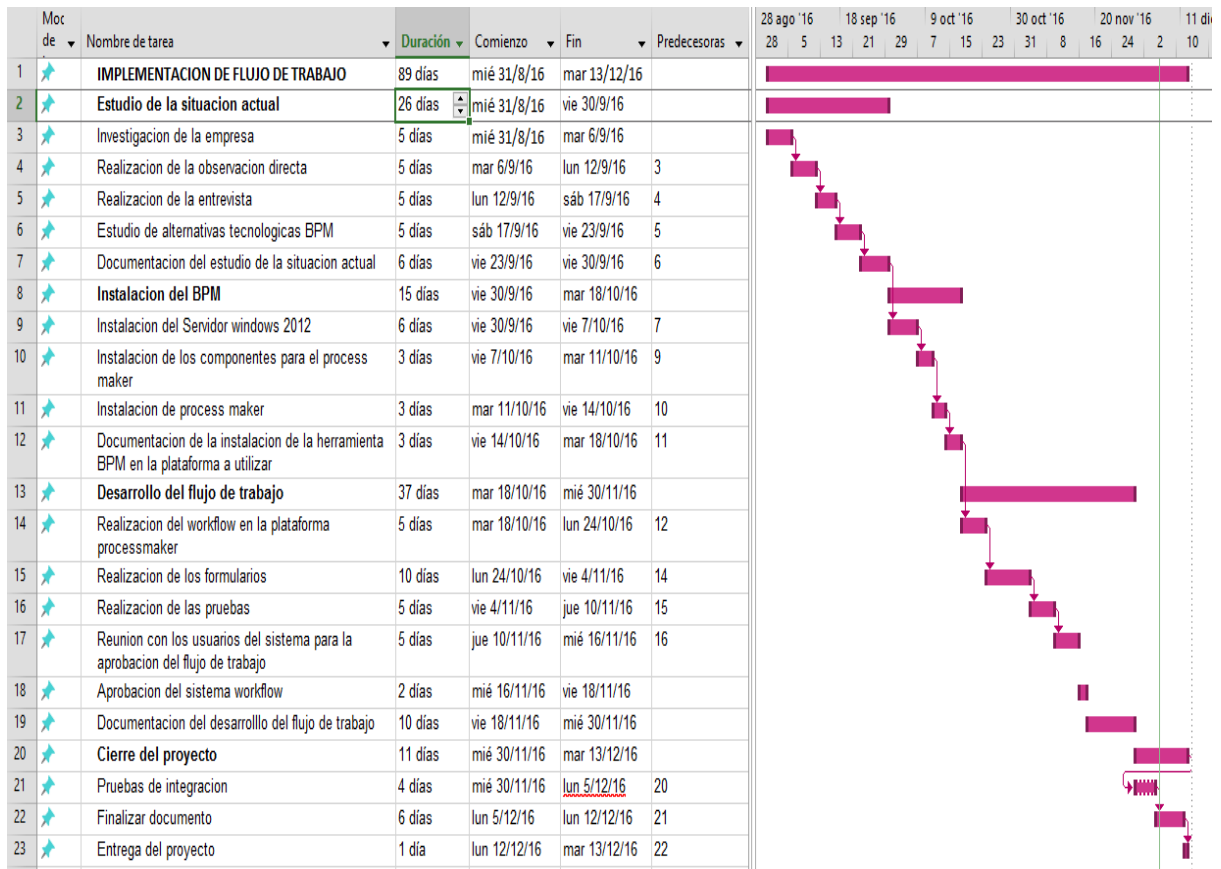 Moc
de Nombre de tarea Duración Comienzo Fin Predecesoras
28 ago '16 18 sep '16 9 oct '16 30 oct '16 20 nov '16 11 dic
28 5 13 21 29 7 15 23 31 8 16 24 2 10
1 IMPLEMENTACION DE FLUJO DE TRABAJO 89 días mié 31/8/16 mar 13/12/16
2 Estudio de la situacion actual 26 días mié 31/8/16 vie 30/9/16
3 Investigacion de la empresa 5 días mié 31/8/16 mar 6/9/16
4 Realizacion de la observacion directa 5 días mar 6/9/16 lun 12/9/16 3
5 Realizacion de la entrevista 5 días lun 12/9/16 sáb 17/9/16 4
6 Estudio de alternativas tecnologicas BPM 5 días sáb 17/9/16 vie 23/9/16 5
7 Documentacion del estudio de la situacion actual 6 días vie 23/9/16 vie 30/9/16 6
8 Instalacion del BPM 15 días vie 30/9/16 mar 18/10/16
9 Instalacion del Servidor windows 2012 6 días vie 30/9/16 vie 7/10/16 7
10 Instalacion de los componentes para el process 3 días vie 7/10/16 mar 11/10/16 9
maker
11 Instalacion de process maker 3 días mar 11/10/16 vie 14/10/16 10
12 Documentacion de la instalacion de la herramienta 3 días vie 14/10/16 mar 18/10/16 11
BPM en la plataforma a utilizar
13 Desarrollo del flujo de trabajo 37 días mar 18/10/16 mié 30/11/16
14 Realizacion del workflow en la plataforma 5 días mar 18/10/16 lun 24/10/16 12
processmaker
15 Realizacion de los formularios 10 días lun 24/10/16 vie 4/11/16 14
16 Realizacion de las pruebas 5 días vie 4/11/16 jue 10/11/16 15
17 Reunion con los usuarios del sistema para la 5 días jue 10/11/16 mié 16/11/16 16
aprobacion del flujo de trabajo
18 Aprobacion del sistema workflow 2 días mié 16/11/16 vie 18/11/16
19 Documentacion del desarrolllo del flujo de trabajo 10 días vie 18/11/16 mié 30/11/16
20 Cierre del proyecto 11 días mié 30/11/16 mar 13/12/16
21 Pruebas de integracion 4 días mié 30/11/16 lun 5/12/16 20
22 Finalizar documento 6 días lun 5/12/16 lun 12/12/16 21
23 Entrega del proyecto 1 día lun 12/12/16 mar 13/12/16 22